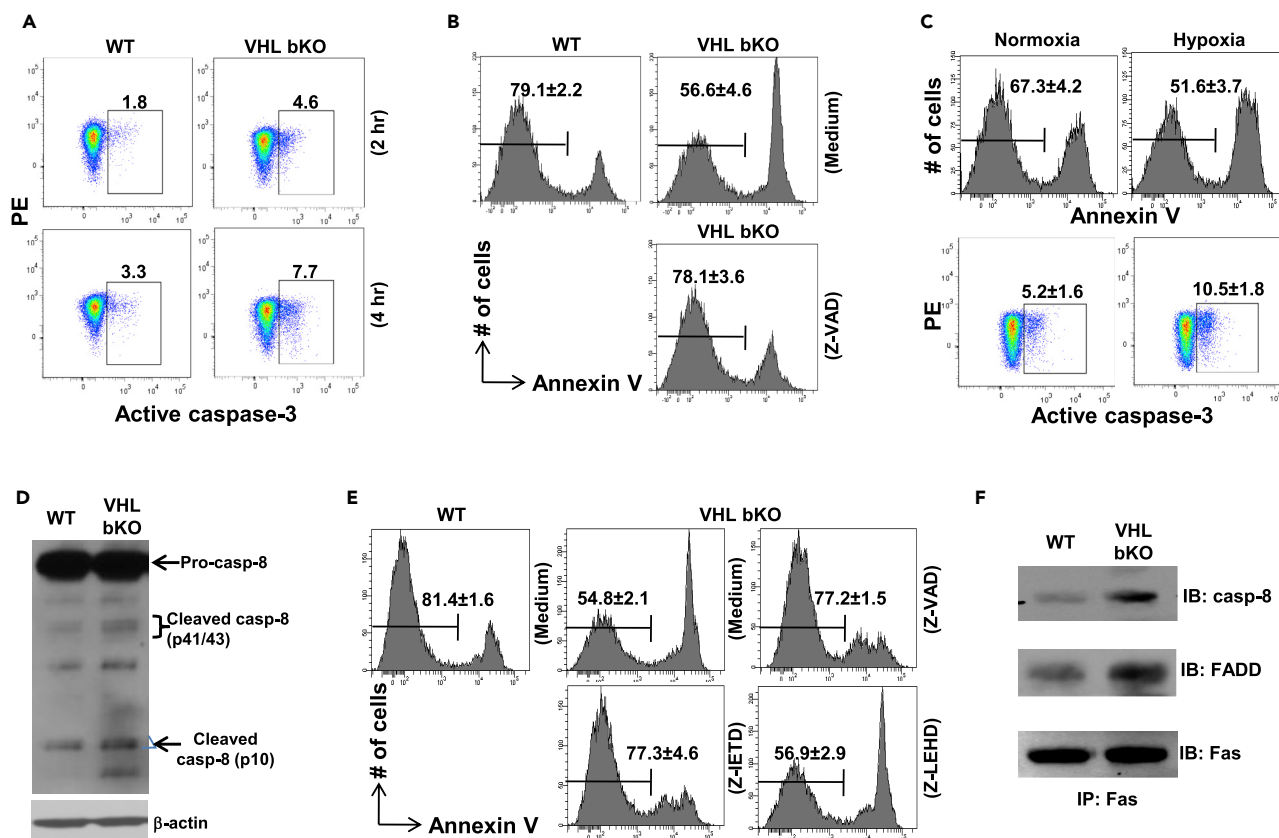 A
WT
VHL bKO
1.8
4.6
(2 hr)
3.3
7.7
(4 hr)
PE
Active caspase-3
B
WT
VHL bKO
79.1±2.2
56.6±4.6
(Medium)
VHL bKO
78.1±3.6
(Z-VAD)
# of cells
Annexin V
C
Normoxia
Hypoxia
67.3±4.2
51.6±3.7
# of cells
Annexin V
5.2±1.6
10.5±1.8
PE
Active caspase-3
D
WT
VHL
bKO
Pro-casp-8
Cleaved casp-8
(p41/43)
Cleaved
casp-8 (p10)
β-actin
E
WT
VHL bKO
81.4±1.6
(Medium)
54.8±2.1
(Medium)
77.2±1.5
(Z-VAD)
77.3±4.6
(Z-IETD)
56.9±2.9
(Z-LEHD)
# of cells
Annexin V
F
WT
VHL
bKO
IB: casp-8
IB: FADD
IB: Fas
IP: Fas